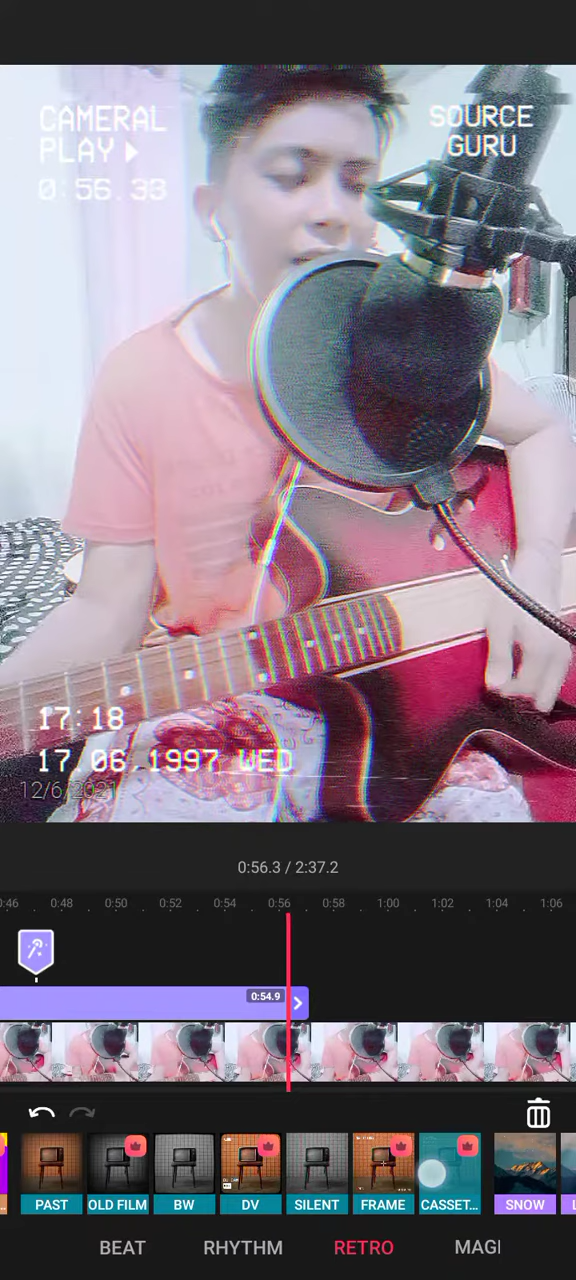 CAMERAL
PLAY
0:56.33
SOURCE
GURU
17:18
17.06.1997 WED
12/6/2021
0:56.3 / 2:37.2
0:46 0:48 0:50 0:52 0:54 0:56 0:58 1:00 1:02 1:04 1:06
0:54.9
PAST OLD FILM BW DV SILENT FRAME CASSET... SNOW
BEAT RHYTHM RETRO MAGI